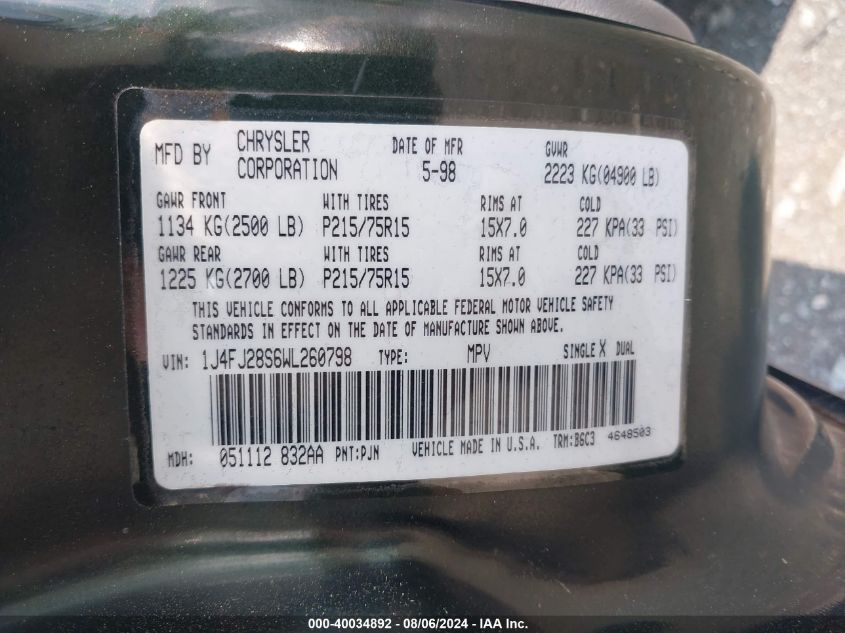 MFD BY CHRYSLER CORPORATION DATE OF MFR 5-98 GVWR 2223 KG(04900 LB)
GAWR FRONT WITH TIRES RIMS AT COLD
1134 KG(2500 LB) P215/75R15 15X7.0 227 KPA(33 PSI)
GAWR REAR WITH TIRES RIMS AT COLD
1225 KG(2700 LB) P215/75R15 15X7.0 227 KPA(33 PSI)
THIS VEHICLE CONFORMS TO ALL APPLICABLE FEDERAL MOTOR VEHICLE SAFETY
STANDARDS IN EFFECT ON THE DATE OF MANUFACTURE SHOWN ABOVE.
VIN: 1J4FJ28S6WL260798 TYPE: MPV SINGLE X DUAL
MDH: 051112 832AA PNT:PJN VEHICLE MADE IN U.S.A. TRM:B6C3 4648503
000-40034892 - 08/06/2024 - IAA Inc.